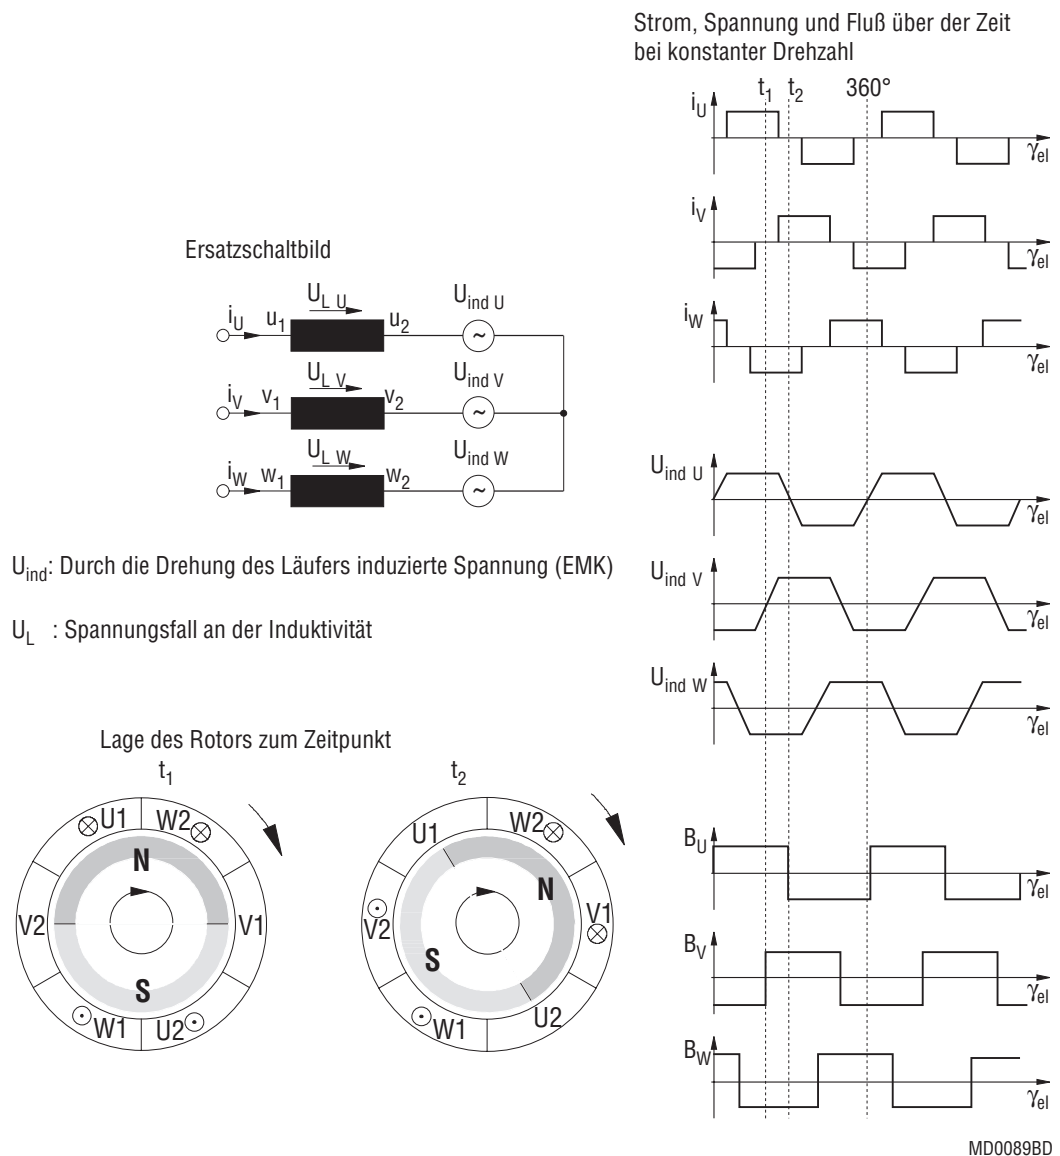 Strom, Spannung und Fluß über der Zeit
bei konstanter Drehzahl
t1 t2 360°
iU
γel
iV
γel
iW
γel
Uind U
γel
Uind V
γel
Uind W
γel
BU
γel
BV
γel
BW
γel
Ersatzschaltbild
iU u1 UL U u2 Uind U
~
iV v1 UL V v2 Uind V
~
iW w1 UL W w2 Uind W
~
Uind: Durch die Drehung des Läufers induzierte Spannung (EMK)
UL : Spannungsfall an der Induktivität
Lage des Rotors zum Zeitpunkt
t1
U1 W2
N
V2 V1
S
W1 U2
t2
U1 W2
N
V2 V1
S
W1 U2
MD0089BD